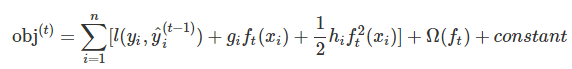 obj^{(t)} = \sum_{i=1}^{n} [l(y_i, \hat{y}_i^{(t-1)}) + g_i f_t(x_i) + \frac{1}{2} h_i f_t^2(x_i)] + \Omega(f_t) + constant